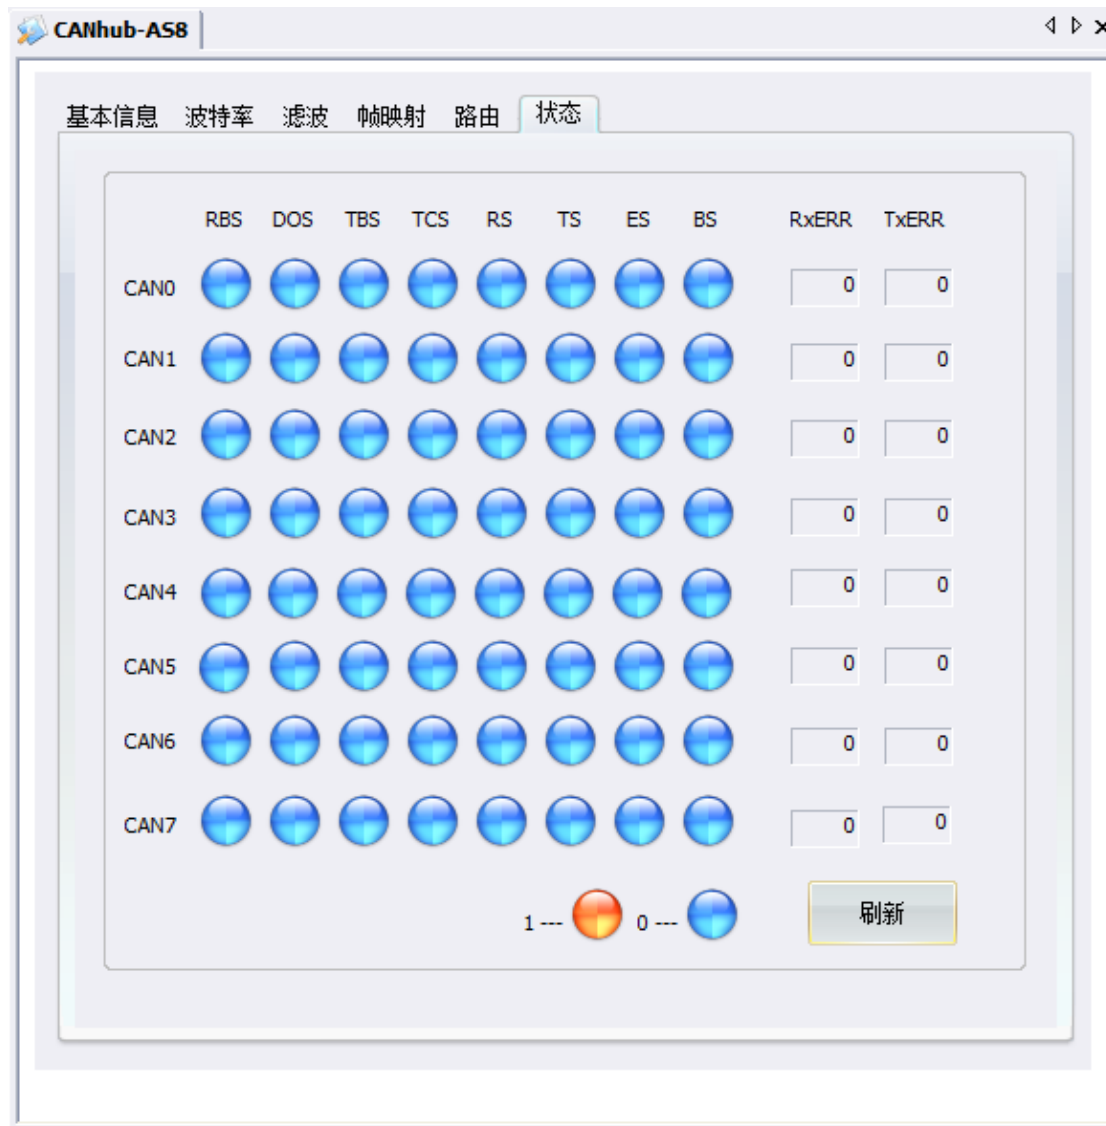 CANhub-AS8
基本信息 波特率 滤波 帧映射 路由 状态
RBS DOS TBS TCS RS TS ES BS RxERR TxERR
CAN0 0 0
CAN1 0 0
CAN2 0 0
CAN3 0 0
CAN4 0 0
CAN5 0 0
CAN6 0 0
CAN7 0 0
1 --- 0 --- 刷新